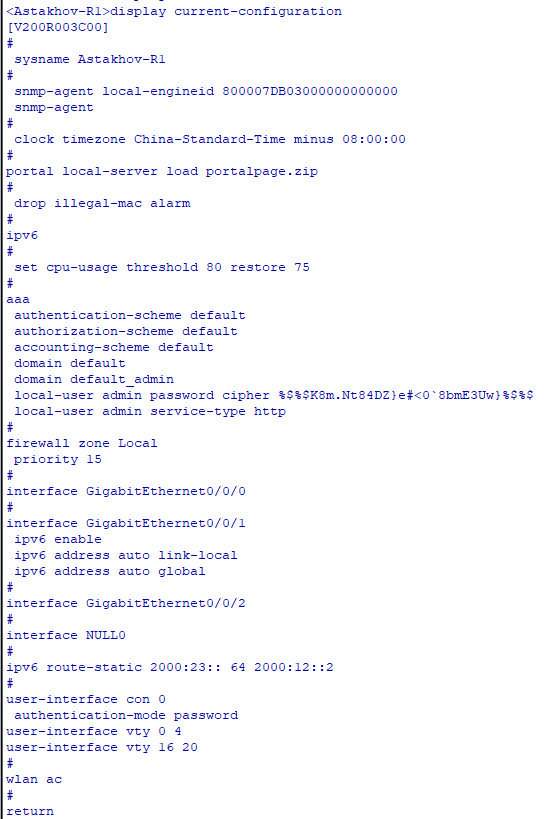 <Astakhov-R1>display current-configuration
[V200R003C00]
#
 sysname Astakhov-R1
#
 snmp-agent local-engineid 800007DB03000000000000
 snmp-agent
#
 clock timezone China-Standard-Time minus 08:00:00
#
portal local-server load portalpage.zip
#
 drop illegal-mac alarm
#
ipv6
#
 set cpu-usage threshold 80 restore 75
#
aaa
 authentication-scheme default
 authorization-scheme default
 accounting-scheme default
 domain default
 domain default_admin
 local-user admin password cipher %$%$K8m.Nt84DZ}e#<0`8bmE3Uw}%$%$
 local-user admin service-type http
#
firewall zone Local
 priority 15
#
interface GigabitEthernet0/0/0
#
interface GigabitEthernet0/0/1
 ipv6 enable
 ipv6 address auto link-local
 ipv6 address auto global
#
interface GigabitEthernet0/0/2
#
interface NULL0
#
ipv6 route-static 2000:23:: 64 2000:12::2
#
user-interface con 0
 authentication-mode password
user-interface vty 0 4
user-interface vty 16 20
#
wlan ac
#
return